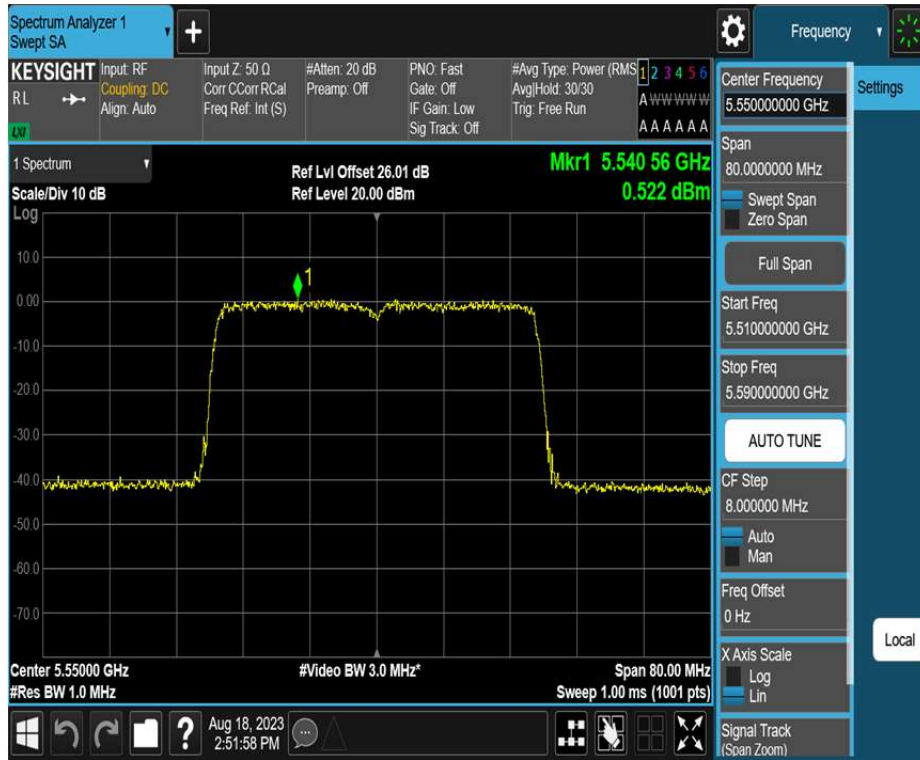 Spectrum Analyzer 1
Swept SA
+
Frequency
KEYSIGHT
R L
LXI
Input: RF
Coupling: DC
Align: Auto
Input Z: 50 Ω
Corr CCorr RCal
Freq Ref: Int (S)
#Atten: 20 dB
Preamp: Off
PNO: Fast
Gate: Off
IF Gain: Low
Sig Track: Off
#Avg Type: Power (RMS
Avg|Hold: 30/30
Trig: Free Run
1 2 3 4 5 6
A W W W W W
A A A A A A
1 Spectrum
Scale/Div 10 dB
Log
Ref Lvl Offset 26.01 dB
Ref Level 20.00 dBm
Mkr1 5.540 56 GHz
0.522 dBm
1
10.0
0.00
-10.0
-20.0
-30.0
-40.0
-50.0
-60.0
-70.0
Center 5.55000 GHz
#Res BW 1.0 MHz
#Video BW 3.0 MHz*
Span 80.00 MHz
Sweep 1.00 ms (1001 pts)
?
Aug 18, 2023
2:51:58 PM
Center Frequency
5.55000000 GHz
Span
80.0000000 MHz
Swept Span
Zero Span
Full Span
Start Freq
5.510000000 GHz
Stop Freq
5.590000000 GHz
AUTO TUNE
CF Step
8.000000 MHz
Auto
Man
Freq Offset
0 Hz
X Axis Scale
Log
Lin
Signal Track
(Span Zoom)
Settings
Local